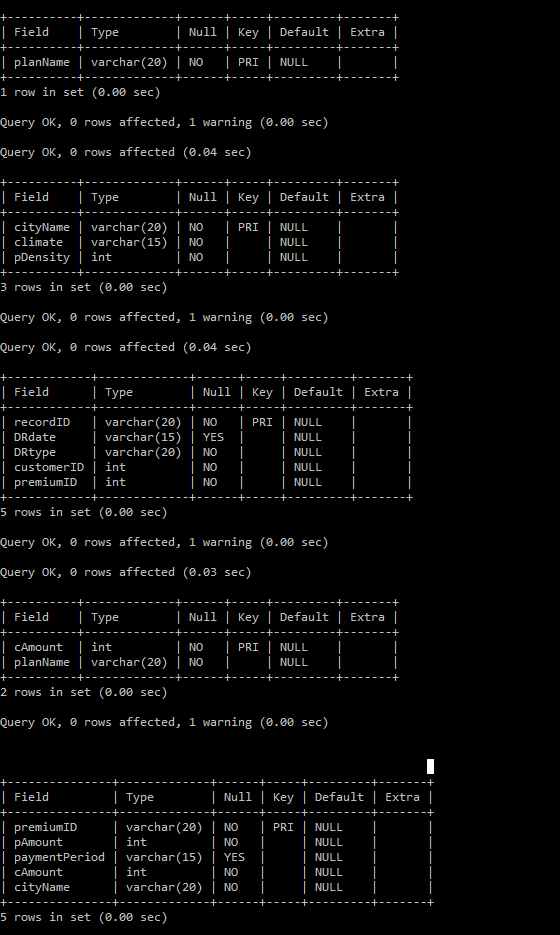 +----------+-------------+------+-----+---------+-------+
| Field    | Type        | Null | Key | Default | Extra |
+----------+-------------+------+-----+---------+-------+
| planName | varchar(20) | NO   | PRI | NULL    |       |
+----------+-------------+------+-----+---------+-------+
1 row in set (0.00 sec)
Query OK, 0 rows affected, 1 warning (0.00 sec)
Query OK, 0 rows affected (0.04 sec)
+----------+-------------+------+-----+---------+-------+
| Field    | Type        | Null | Key | Default | Extra |
+----------+-------------+------+-----+---------+-------+
| cityName | varchar(20) | NO   | PRI | NULL    |       |
| climate  | varchar(15) | NO   |     | NULL    |       |
| pDensity | int         | NO   |     | NULL    |       |
+----------+-------------+------+-----+---------+-------+
3 rows in set (0.00 sec)
Query OK, 0 rows affected, 1 warning (0.00 sec)
Query OK, 0 rows affected (0.04 sec)
+------------+-------------+------+-----+---------+-------+
| Field      | Type        | Null | Key | Default | Extra |
+------------+-------------+------+-----+---------+-------+
| recordID   | varchar(20) | NO   | PRI | NULL    |       |
| DRdate     | varchar(15) | YES  |     | NULL    |       |
| DRtype     | varchar(20) | NO   |     | NULL    |       |
| customerID | int         | NO   |     | NULL    |       |
| premiumID  | int         | NO   |     | NULL    |       |
+------------+-------------+------+-----+---------+-------+
5 rows in set (0.00 sec)
Query OK, 0 rows affected, 1 warning (0.00 sec)
Query OK, 0 rows affected (0.03 sec)
+----------+-------------+------+-----+---------+-------+
| Field    | Type        | Null | Key | Default | Extra |
+----------+-------------+------+-----+---------+-------+
| cAmount  | int         | NO   | PRI | NULL    |       |
| planName | varchar(20) | NO   |     | NULL    |       |
+----------+-------------+------+-----+---------+-------+
2 rows in set (0.00 sec)
Query OK, 0 rows affected, 1 warning (0.00 sec)
+---------------+-------------+------+-----+---------+-------+
| Field         | Type        | Null | Key | Default | Extra |
+---------------+-------------+------+-----+---------+-------+
| premiumID     | varchar(20) | NO   | PRI | NULL    |       |
| pAmount       | int         | NO   |     | NULL    |       |
| paymentPeriod | varchar(15) | YES  |     | NULL    |       |
| cAmount       | int         | NO   |     | NULL    |       |
| cityName      | varchar(20) | NO   |     | NULL    |       |
+---------------+-------------+------+-----+---------+-------+
5 rows in set (0.00 sec)